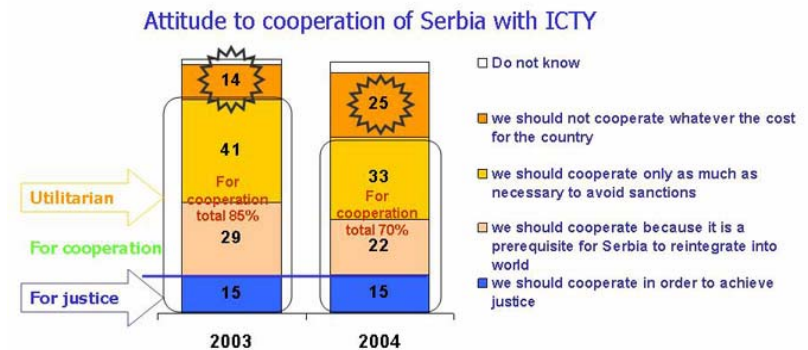 Attitude to cooperation of Serbia with ICTY
14
41
For
cooperation
total 85%
29
15
2003
25
33
For
cooperation
total 70%
22
15
2004
Utilitarian
For cooperation
For justice
Do not know
we should not cooperate whatever the cost
for the country
we should cooperate only as much as
necessary to avoid sanctions
we should cooperate because it is a
prerequisite for Serbia to reintegrate into
world
we should cooperate in order to achieve
justice